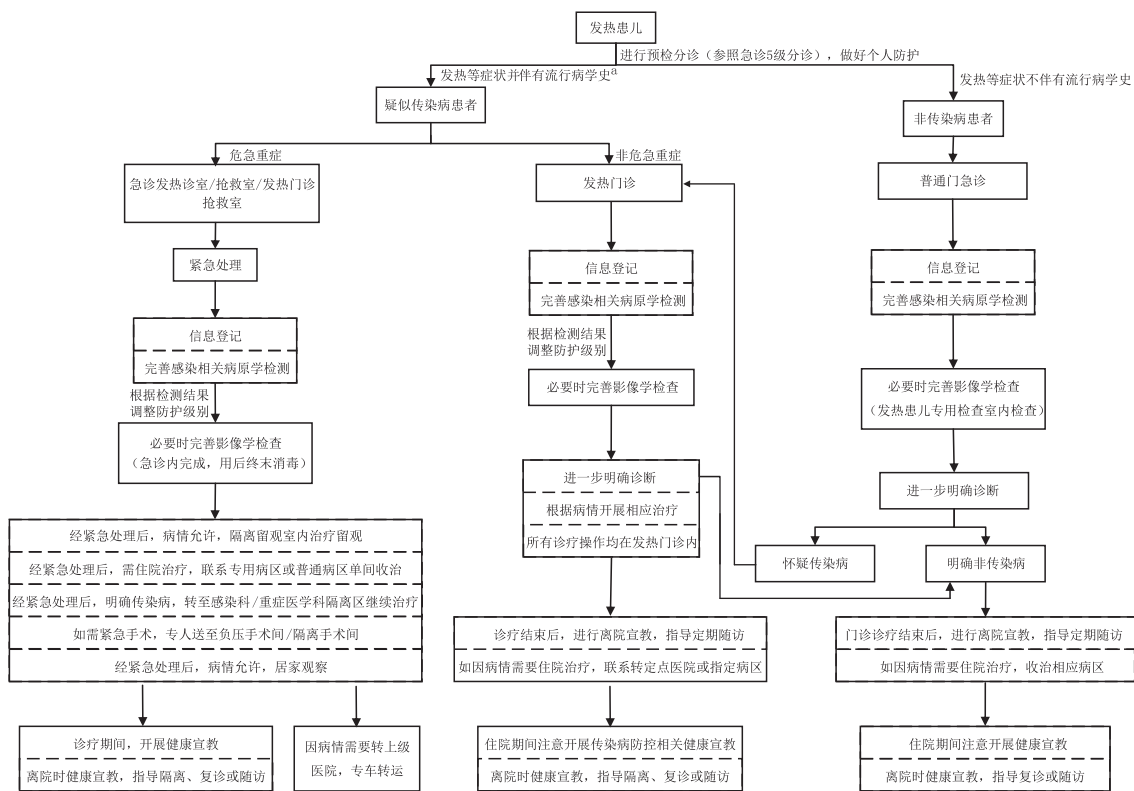 发热患儿
进行预检分诊（参照急诊5级分诊），做好个人防护
发热等症状并伴有流行病学史a
发热等症状不伴有流行病学史
疑似传染病患者
非传染病患者
危急重症
非危急重症
急诊发热诊室/抢救室/发热门诊
抢救室
发热门诊
普通门急诊
紧急处理
信息登记
完善感染相关病原学检测
信息登记
完善感染相关病原学检测
信息登记
完善感染相关病原学检测
根据检测结果
调整防护级别
根据检测结果
调整防护级别
必要时完善影像学检查
（急诊内完成，用后终末消毒）
必要时完善影像学检查
必要时完善影像学检查
（发热患儿专用检查室内检查）
进一步明确诊断
根据病情开展相应治疗
所有诊疗操作均在发热门诊内
进一步明确诊断
怀疑传染病
明确非传染病
经紧急处理后，病情允许，隔离留观室内治疗留观
经紧急处理后，需住院治疗，联系专用病区或普通病区单间收治
经紧急处理后，明确传染病，转至感染科/重症医学科隔离区继续治疗
如需紧急手术，专人送至负压手术间/隔离手术间
经紧急处理后，病情允许，居家观察
诊疗结束后，进行离院宣教，指导定期随访
如因病情需要住院治疗，联系转定点医院或指定病区
门诊诊疗结束后，进行离院宣教，指导定期随访
如因病情需要住院治疗，收治相应病区
诊疗期间，开展健康宣教
离院时健康宣教，指导隔离、复诊或随访
因病情需要转上级
医院，专车转运
住院期间注意开展传染病防控相关健康宣教
离院时健康宣教，指导隔离、复诊或随访
住院期间注意开展健康宣教
离院时健康宣教，指导复诊或随访